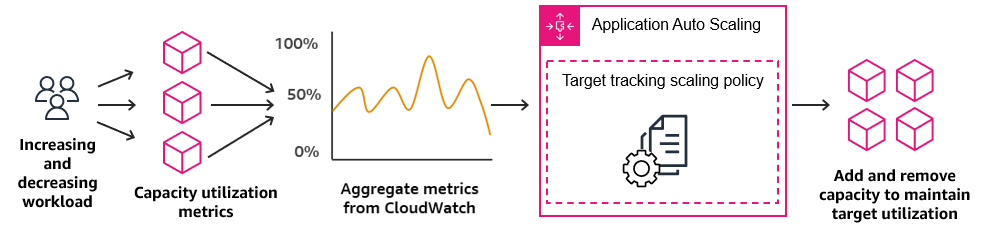 Increasing
and
decreasing
workload
Capacity utilization
metrics
100%
50%
0%
Aggregate metrics
from CloudWatch
Application Auto Scaling
Target tracking scaling policy
Add and remove
capacity to maintain
target utilization